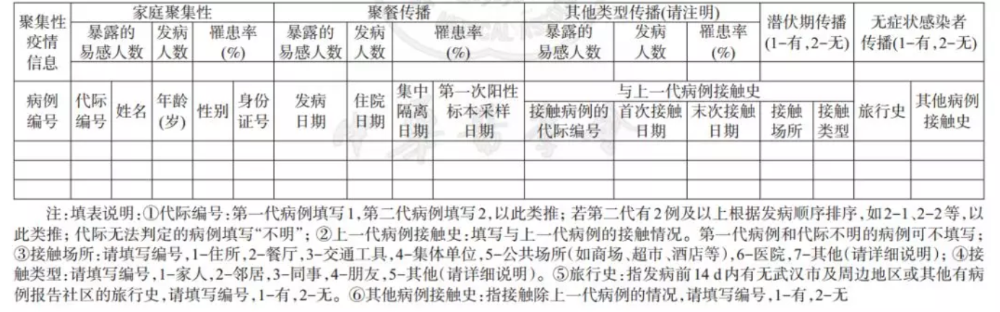 聚集性疫情信息 家庭聚集性 聚餐传播 其他类型传播(请注明) 潜伏期传播(1-有,2-无) 无症状感染者传播(1-有,2-无)
暴露的易感人数 发病人数 罹患率(%) 暴露的易感人数 发病人数 罹患率(%) 暴露的易感人数 发病人数 罹患率(%)
病例编号 代际编号 姓名 年龄(岁) 性别 身份证号 发病日期 住院日期 集中隔离日期 第一次阳性标本采样日期 与上一代病例接触史 旅行史 其他病例接触史
接触病例的代际编号 首次接触日期 末次接触日期 接触场所 接触类型
注:填表说明:①代际编号:第一代病例填写1,第二代病例填写2,以此类推;若第二代有2例及以上根据发病顺序排序,如2-1、2-2等,以
此类推;代际无法判定的病例填写“不明”;②上一代病例接触史:填写与上一代病例的接触情况。第一代病例和代际不明的病例可不填写;
③接触场所:请填写编号,1-住所,2-餐厅,3-交通工具,4-集体单位,5-公共场所(如商场、超市、酒店等),6-医院,7-其他(请详细说明);④接
触类型:请填写编号,1-家人,2-邻居,3-同事,4-朋友,5-其他(请详细说明)。⑤旅行史:指发病前14 d内有无武汉市及周边地区或其他有病
例报告社区的旅行史,请填写编号,1-有,2-无。⑥其他病例接触史:指接触除上一代病例的情况,请填写编号,1-有,2-无